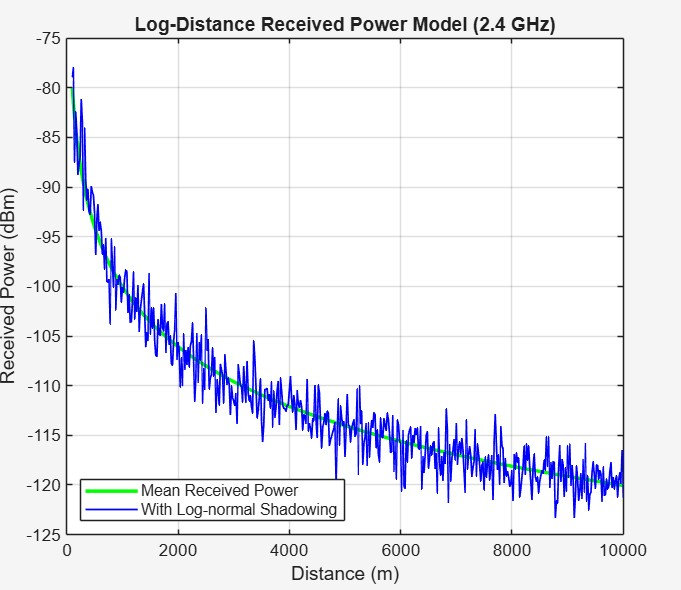 Log-Distance Received Power Model (2.4 GHz)
Received Power (dBm)
-75
-80
-85
-90
-95
-100
-105
-110
-115
-120
-125
Mean Received Power
With Log-normal Shadowing
0 2000 4000 6000 8000 10000
Distance (m)